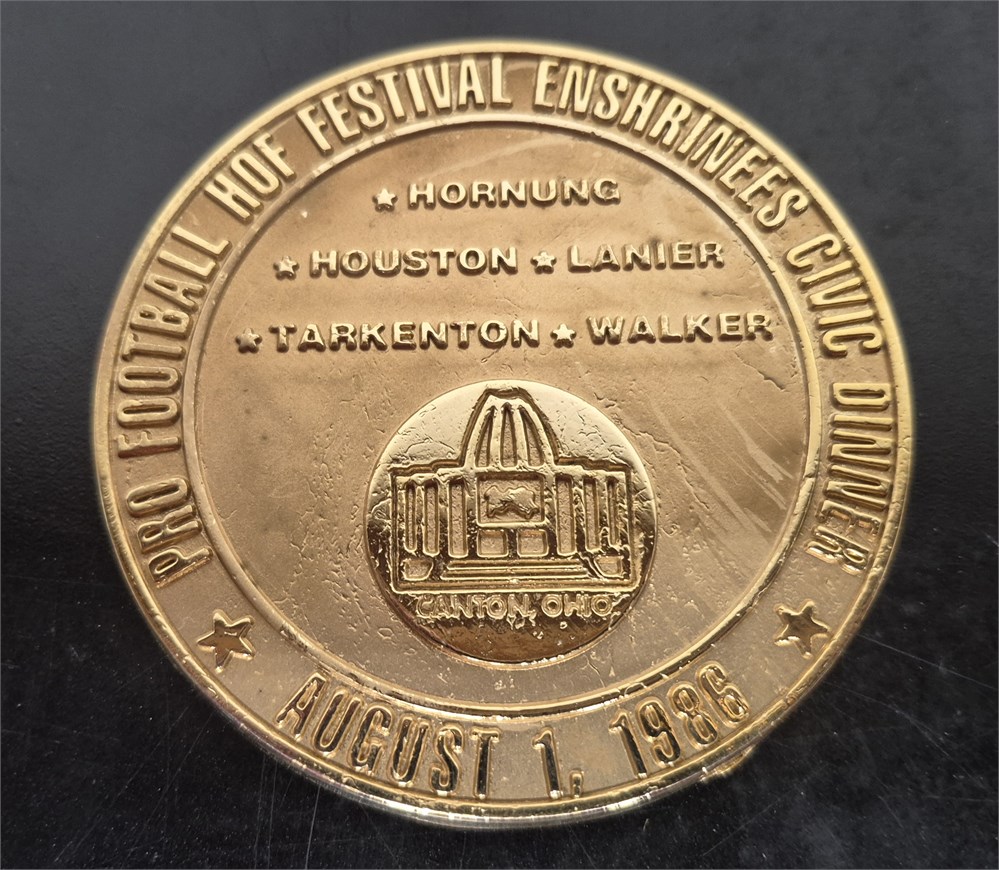 PRO FOOTBALL HOF FESTIVAL ENSHRINEES CIVIC DINNER
HORNUNG
HOUSTON ★ LANIER
TARKENTON ★ WALKER
CANTON, OHIO
AUGUST 1, 1986